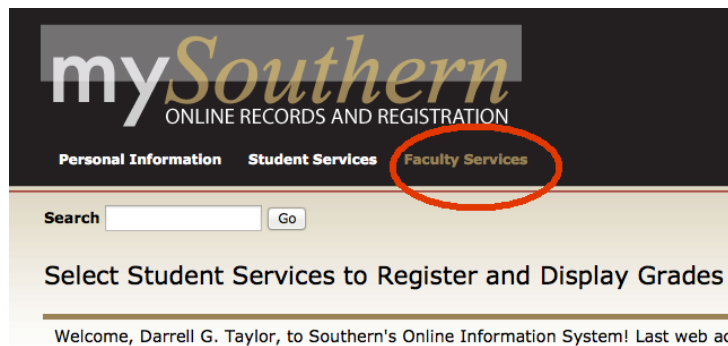 mySouthern
ONLINE RECORDS AND REGISTRATION
Personal Information Student Services Faculty Services
Search Go
Select Student Services to Register and Display Grades
Welcome, Darrell G. Taylor, to Southern's Online Information System! Last web